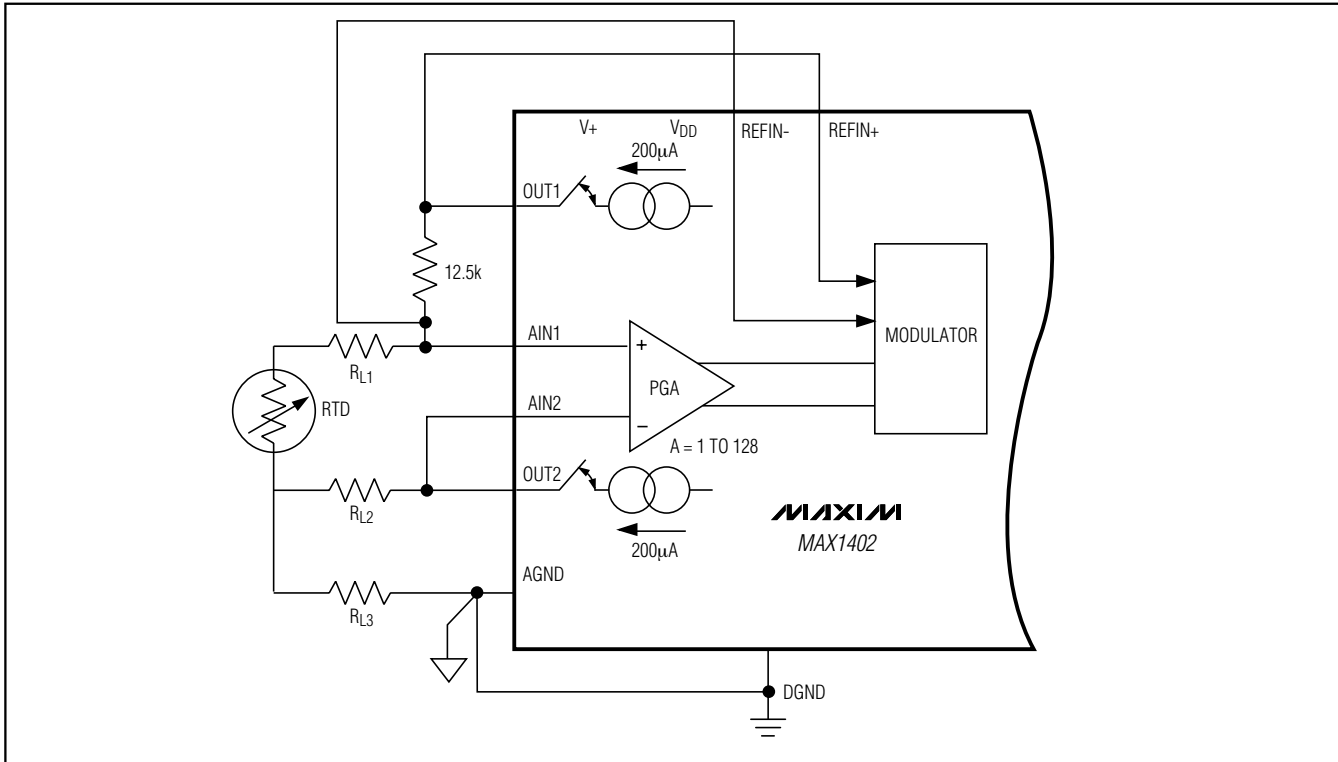 V+
VDD
REFIN-
REFIN+
200μA
OUT1
12.5k
MODULATOR
AIN1
+
RL1
PGA
RTD
AIN2
−
A = 1 TO 128
OUT2
RL2
MAXIM
MAX1402
200μA
AGND
RL3
DGND